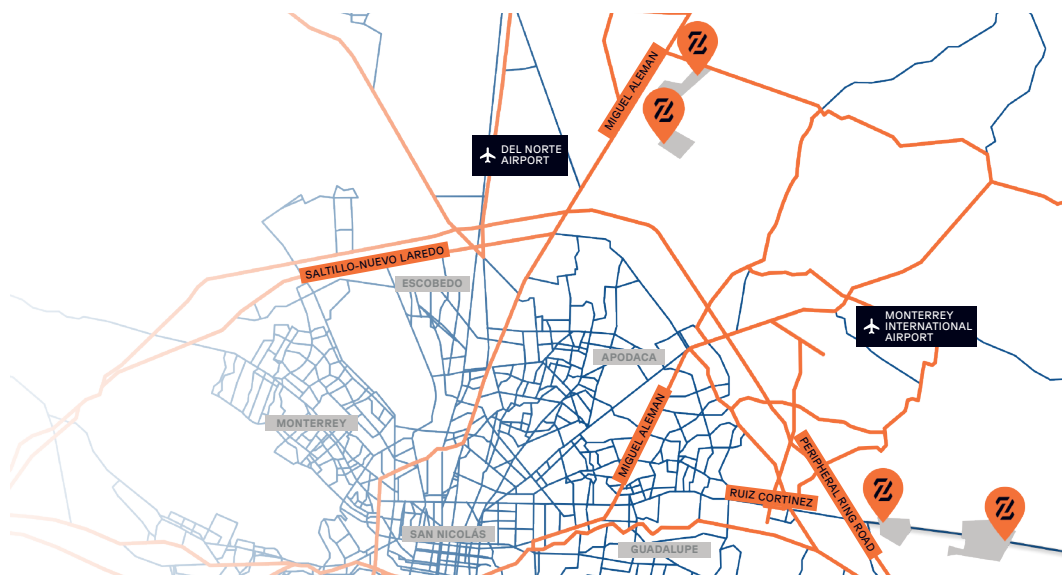 MIGUEL ALEMAN
DEL NORTE
AIRPORT
SALTILLO-NUEVO LAREDO
ESCOBEDO
MONTERREY
INTERNATIONAL
AIRPORT
APODACA
MIGUEL ALEMAN
MONTERREY
PERIPHERAL RING ROAD
RUIZ CORTINEZ
SAN NICOLÁS
GUADALUPE